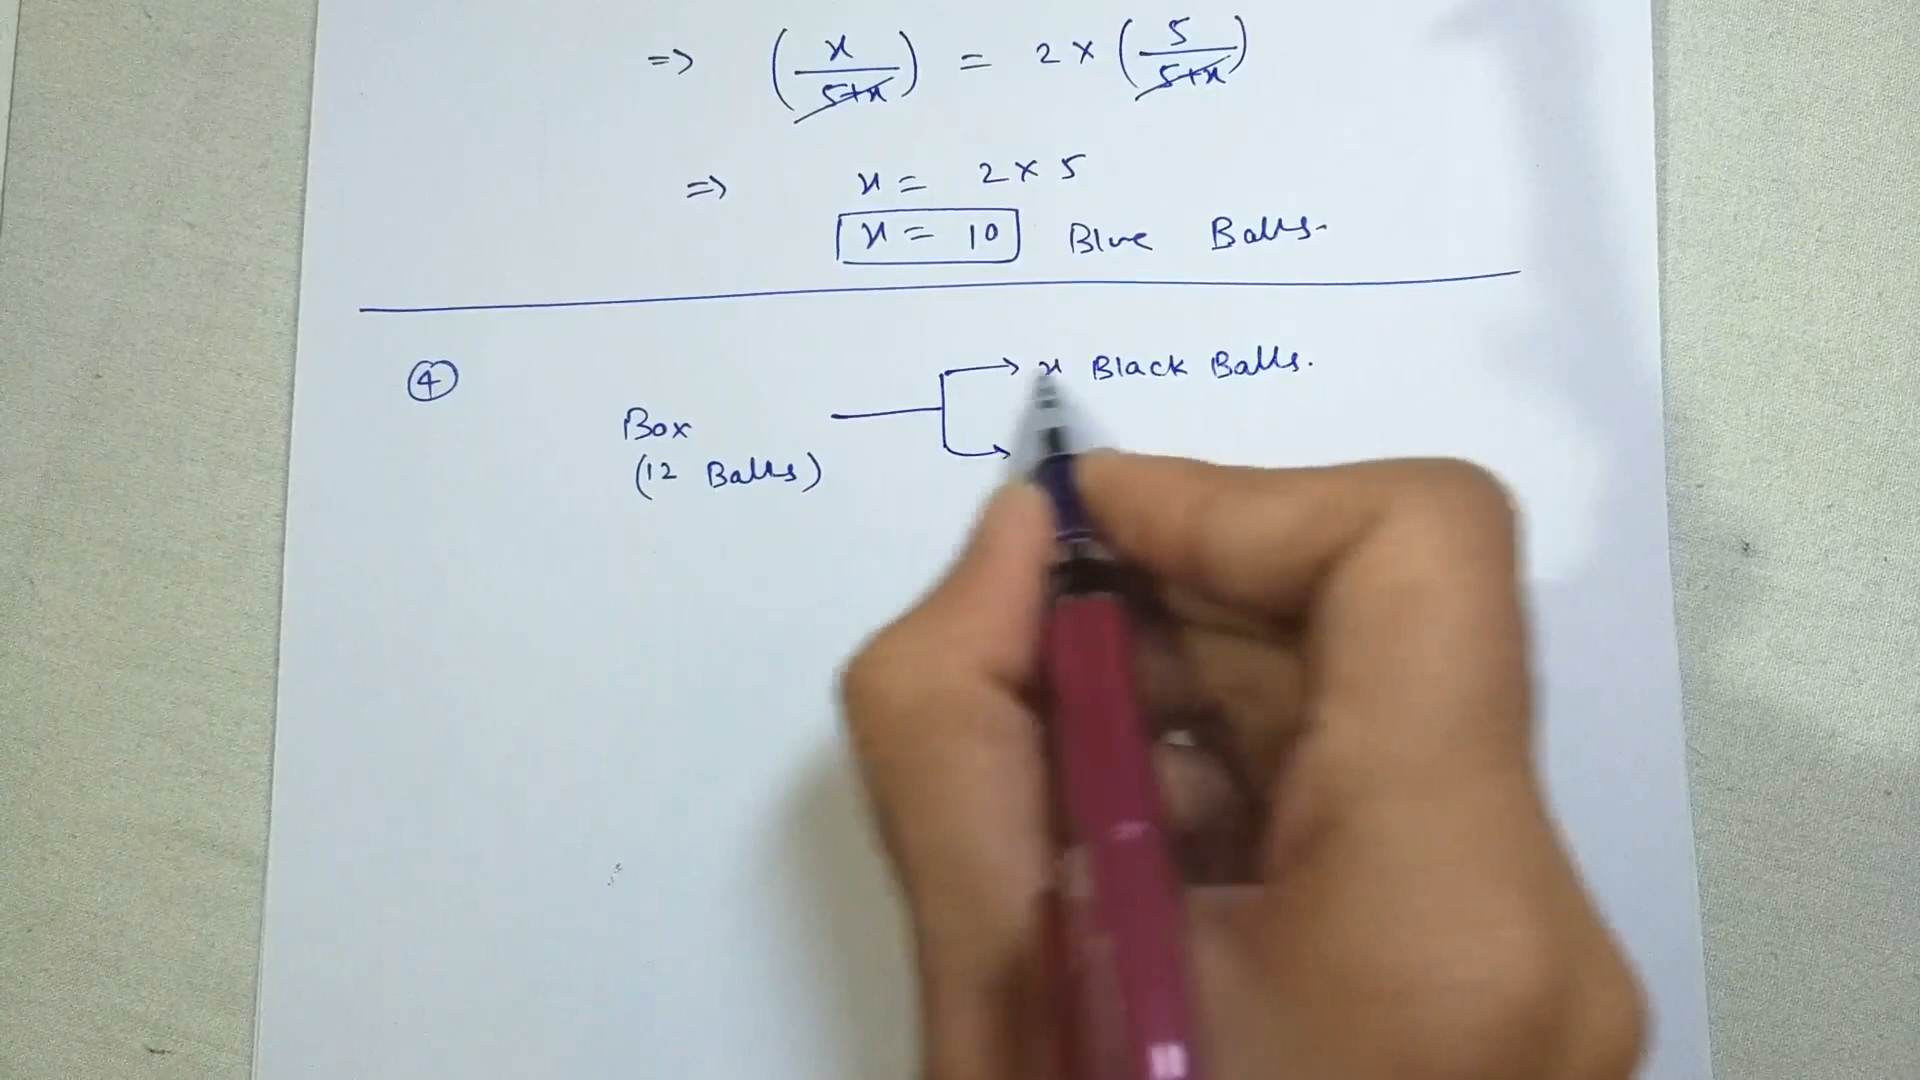 => (x/5+x) = 2 × (5/5+x)
=> x = 2 × 5
x = 10 Blue Balls.
④ x Black Balls.
Box
(12 Balls)